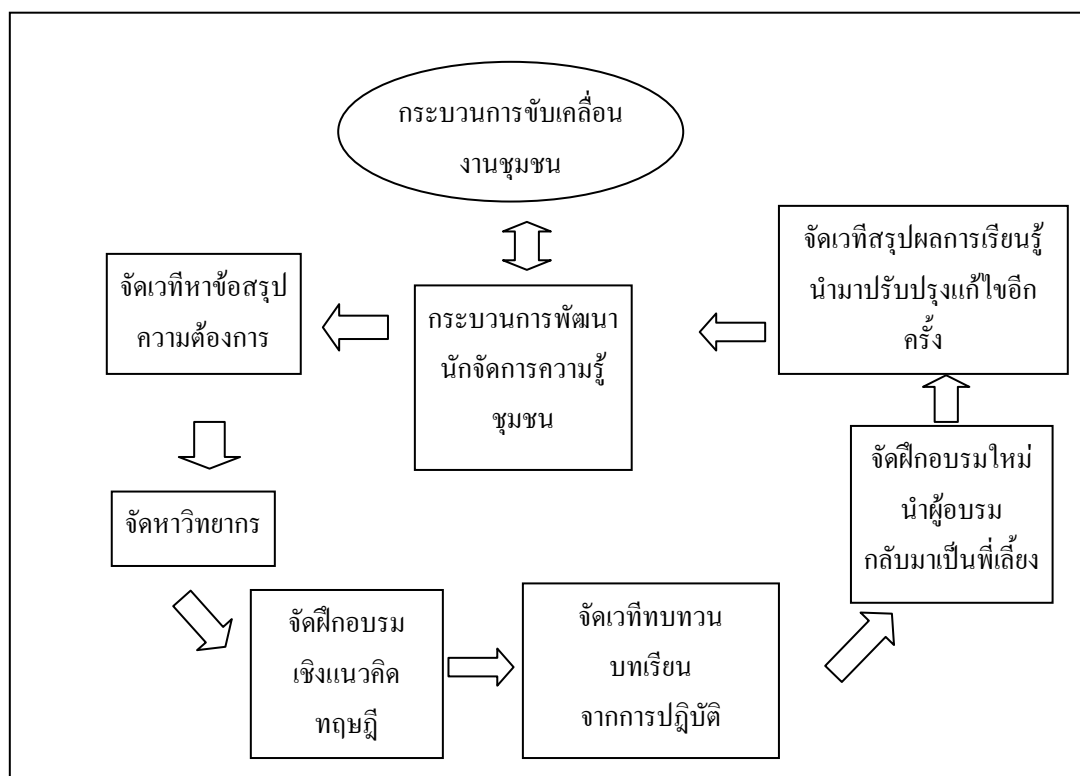 กระบวนการขับเคลื่อน
งานชุมชน
จัดเวทีสรุปผลการเรียนรู้
นำมาปรับปรุงแก้ไขอีก
ครั้ง
จัดเวทีหาข้อสรุป
ความต้องการ
กระบวนการพัฒนา
นักจัดการความรู้
ชุมชน
จัดฝึกอบรมใหม่
นำผู้อบรม
กลับมาเป็นพี่เลี้ยง
จัดหาวิทยากร
จัดฝึกอบรม
เชิงแนวคิด
ทฤษฎี
จัดเวทีทบทวน
บทเรียน
จากการปฎิบัติ